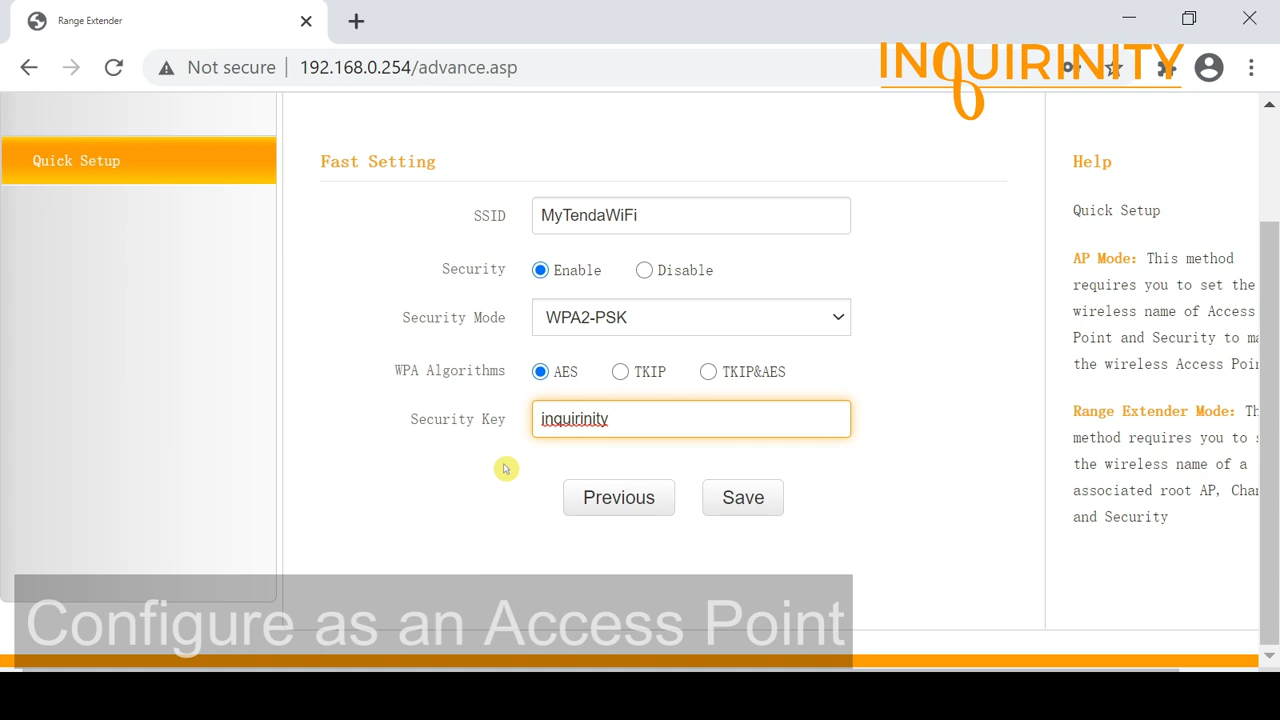 Range Extender
Not secure
192.168.0.254/advance.asp
INQUIRINITY
Quick Setup
Fast Setting
SSID
MyTendaWiFi
Security
Enable
Disable
Security Mode
WPA2-PSK
WPA Algorithms
AES
TKIP
TKIP&AES
Security Key
inquirinity
Previous
Save
Help
Quick Setup
AP Mode: This method
requires you to set the
wireless name of Access
Point and Security to
the wireless Access
Range Extender Mode:
method requires you to
the wireless name of a
associated root AP,
and Security
Configure as an Access Point